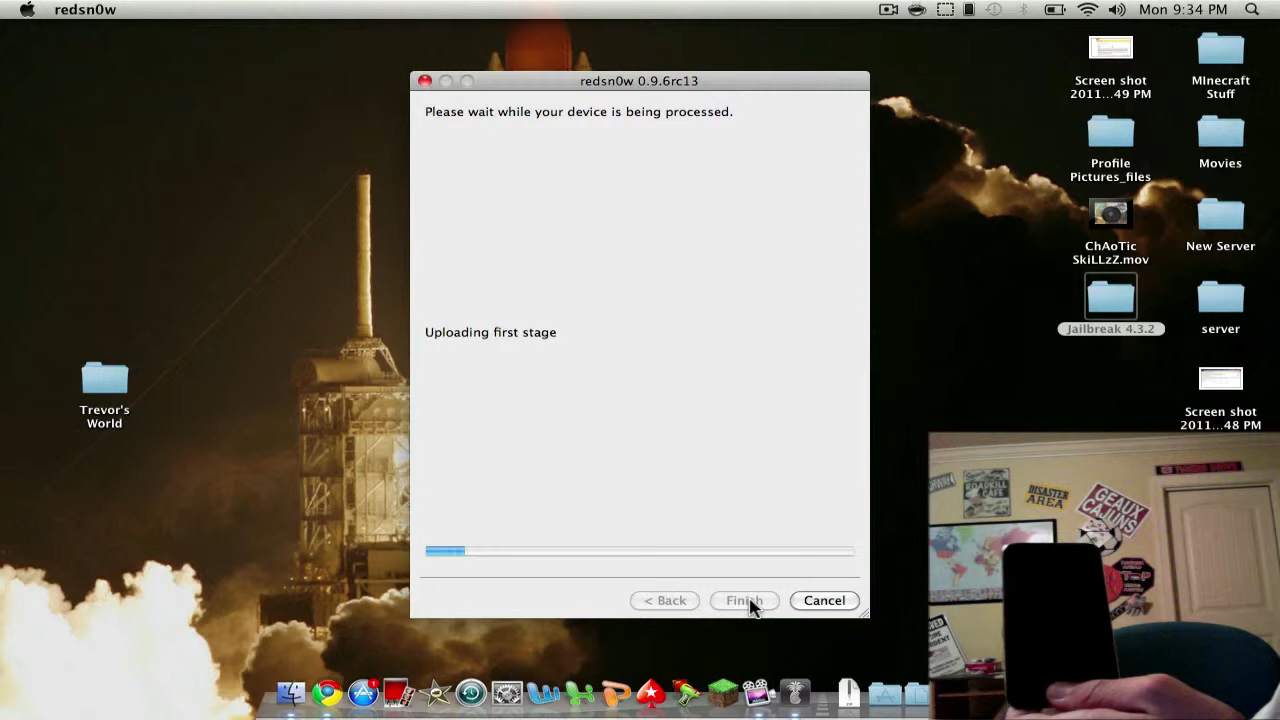 redsn0w
Mon 9:34 PM
redsn0w 0.9.6rc13
Please wait while your device is being processed.
Uploading first stage
< Back
Finish
Cancel
Screen shot
2011...49 PM
MInecraft
Stuff
Profile
Pictures_files
Movies
ChAoTic
SkiLLzZ.mov
New Server
Jailbreak 4.3.2
server
Screen shot
2011...48 PM
Trevor's
World
ROADKILL
CAFE
DISASTER
AREA
GEAUX
CAJUNS